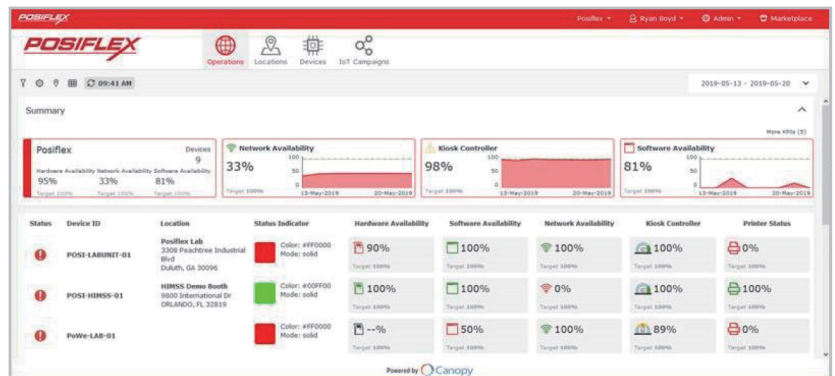 POSIFLEX
Posiflex
Ryan Boyd
Admin
Marketplace
POSIFLEX
Operations
Locations
Devices
IoT Campaigns
09:41 AM
2019-05-13 - 2019-05-20
Summary
More KPIs (5)
Posiflex
Devices
9
Hardware Availability Network Availability Software Availability
95% 33% 81%
Target 100% Target 100% Target 100%
Network Availability
33%
Target 100%
100
50
0
13-May-2019 20-May-2019
Kiosk Controller
98%
Target 100%
100
50
0
13-May-2019 20-May-2019
Software Availability
81%
Target 100%
100
50
0
13-May-2019 20-May-2019
Status Device ID Location Status Indicator Hardware Availability Software Availability Network Availability Kiosk Controller Printer Status
POSI-LABUNIT-01
Posiflex Lab
3308 Peachtree Industrial
Blvd
Duluth, GA 30096
Color: #FF0000
Mode: solid
90% 100% 100% 100% 0%
Target 100% Target 100% Target 100% Target 100% Target 100%
POSI-HIMSS-01
HIMSS Demo Booth
9800 International Dr
ORLANDO, FL 32819
Color: #00FF00
Mode: solid
100% 100% 0% 100% 100%
Target 100% Target 100% Target 100% Target 100% Target 100%
PoWe-LAB-01
Color: #FF0000
Mode: solid
--% 50% 100% 89% 0%
Target 100% Target 100% Target 100% Target 100% Target 100%
Powered by Canopy